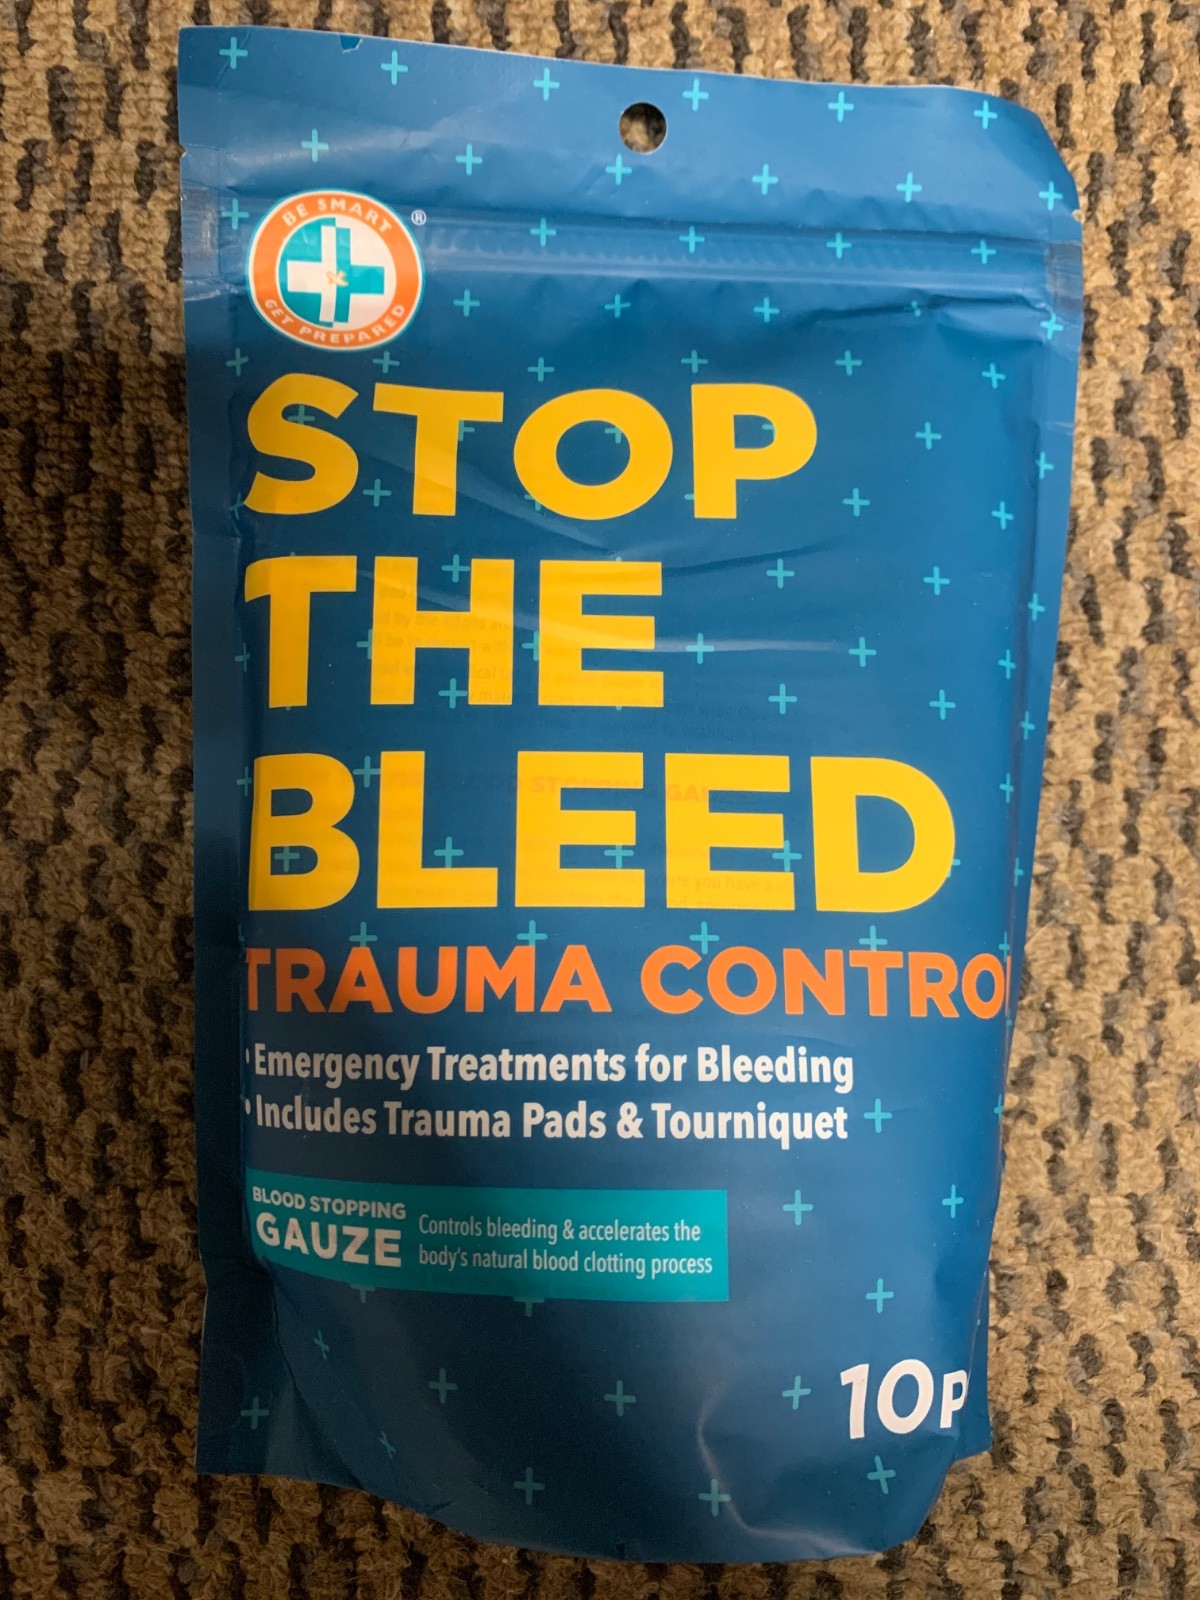 BE SMART
GET PREPARED
®
STOP
THE
BLEED
TRAUMA CONTROL
• Emergency Treatments for Bleeding
• Includes Trauma Pads & Tourniquet
BLOOD STOPPING
GAUZE
Controls bleeding & accelerates the
body's natural blood clotting process
10P